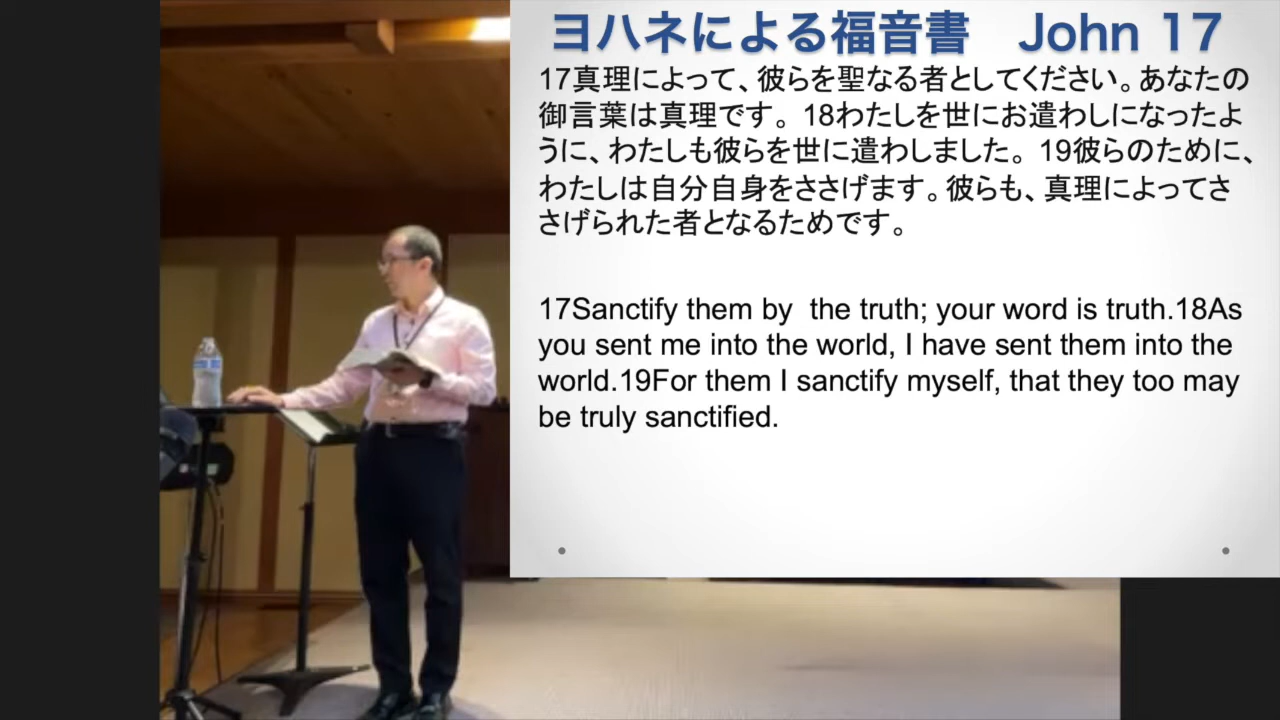 ヨハネによる福音書　John 17
17真理によって、彼らを聖なる者としてください。あなたの
御言葉は真理です。18わたしを世にお遣わしになったよ
うに、わたしも彼らを世に遣わしました。19彼らのために、
わたしは自分自身をささげます。彼らも、真理によってさ
さげられた者となるためです。
17Sanctify them by  the truth; your word is truth.18As
you sent me into the world, I have sent them into the
world.19For them I sanctify myself, that they too may
be truly sanctified.